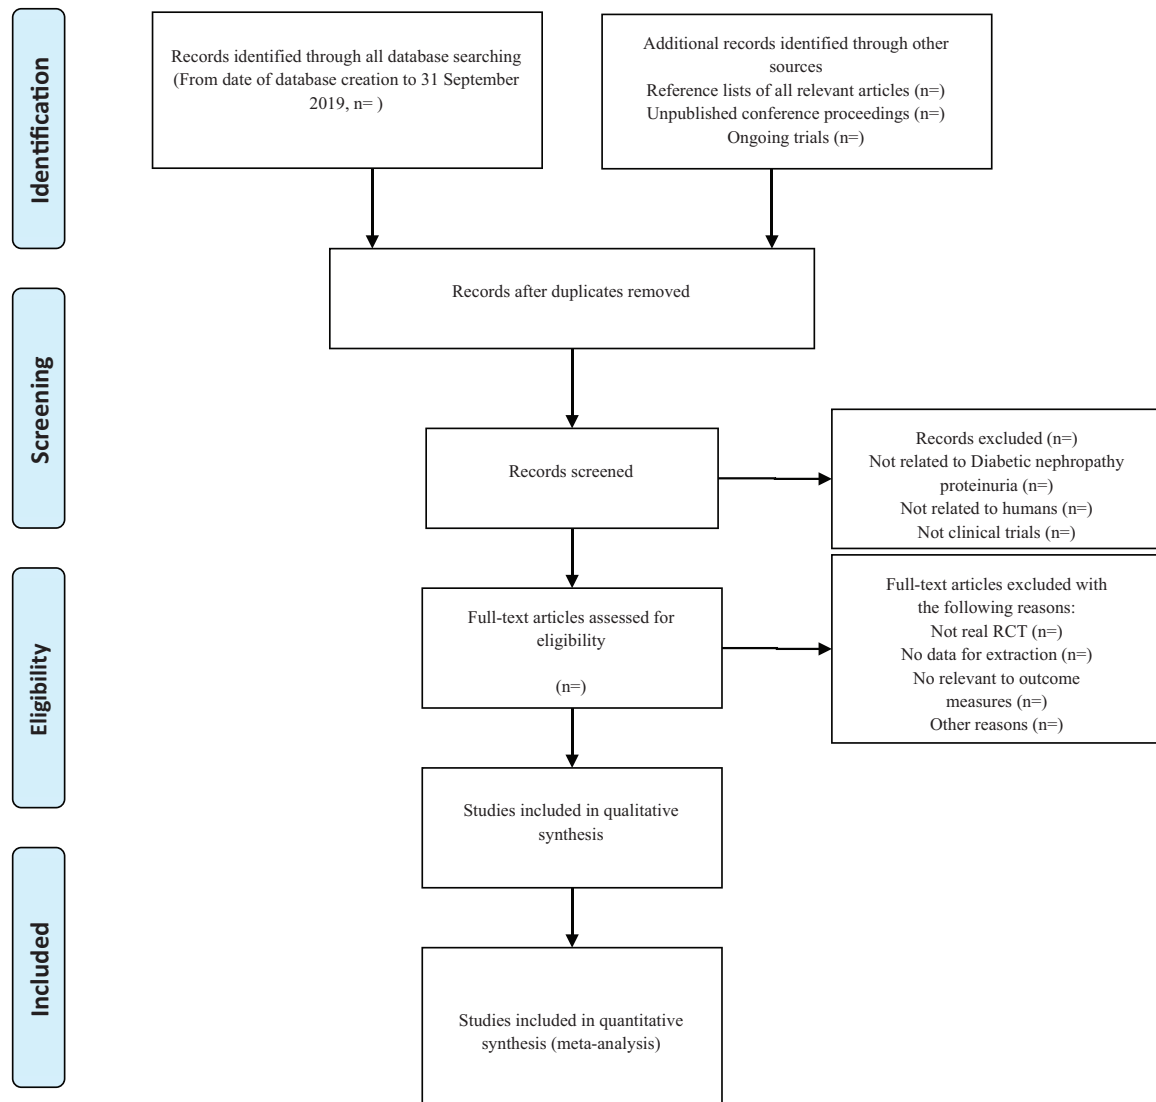 Identification
Records identified through all database searching
(From date of database creation to 31 September
2019, n= )
Additional records identified through other
sources
Reference lists of all relevant articles (n=)
Unpublished conference proceedings (n=)
Ongoing trials (n=)
Records after duplicates removed
Screening
Records screened
Records excluded (n=)
Not related to Diabetic nephropathy
proteinuria (n=)
Not related to humans (n=)
Not clinical trials (n=)
Eligibility
Full-text articles assessed for
eligibility
(n=)
Full-text articles excluded with
the following reasons:
Not real RCT (n=)
No data for extraction (n=)
No relevant to outcome
measures (n=)
Other reasons (n=)
Studies included in qualitative
synthesis
Included
Studies included in quantitative
synthesis (meta-analysis)